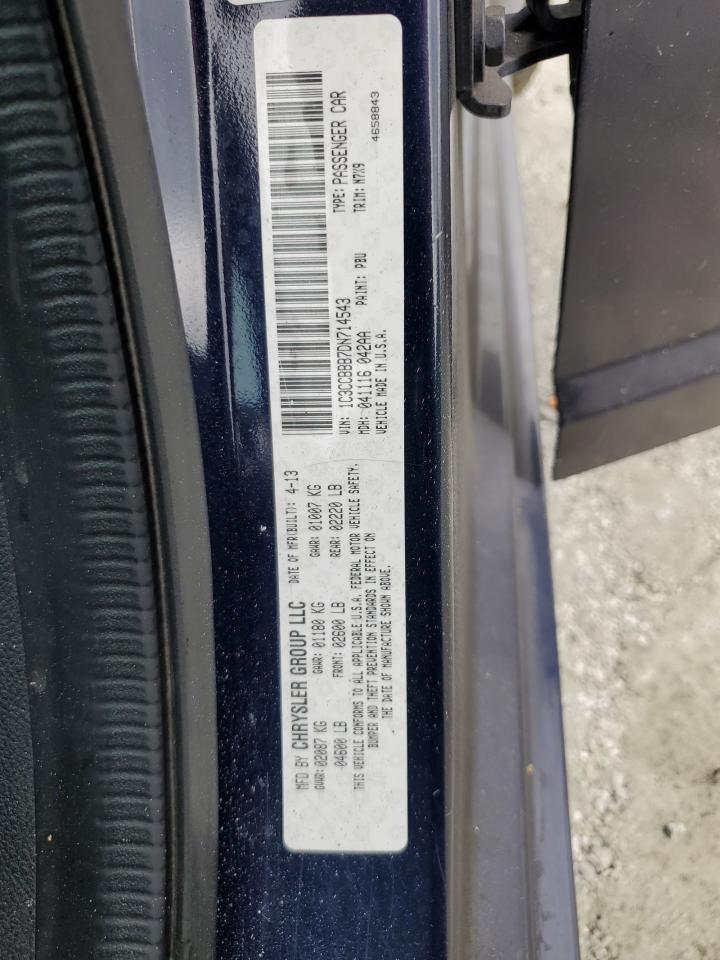 MFD BY CHRYSLER GROUP LLC DATE OF MFR(BUILT): 4-13
GVWR: 02087 KG GAWR: 01180 KG GAWR: 01007 KG
04600 LB FRONT: 02600 LB REAR: 02220 LB
THIS VEHICLE CONFORMS TO ALL APPLICABLE U.S.A. FEDERAL MOTOR VEHICLE SAFETY,
BUMPER AND THEFT PREVENTION STANDARDS IN EFFECT ON
THE DATE OF MANUFACTURE SHOWN ABOVE.
VIN: 1C3CCBBB7DN714543 TYPE: PASSENGER CAR
MDH: 041116 042AA PAINT: PBU TRIM: N7X9
VEHICLE MADE IN U.S.A. 4658843